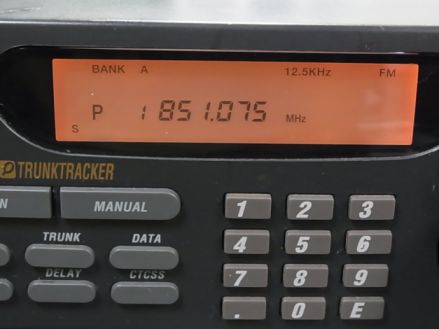 BANK A 12.5KHz FM
P 1 851.075 MHz
S
TRUNKTRACKER
N MANUAL 1 2 3
TRUNK DATA 4 5 6
DELAY CTCSS 7 8 9
. 0 E